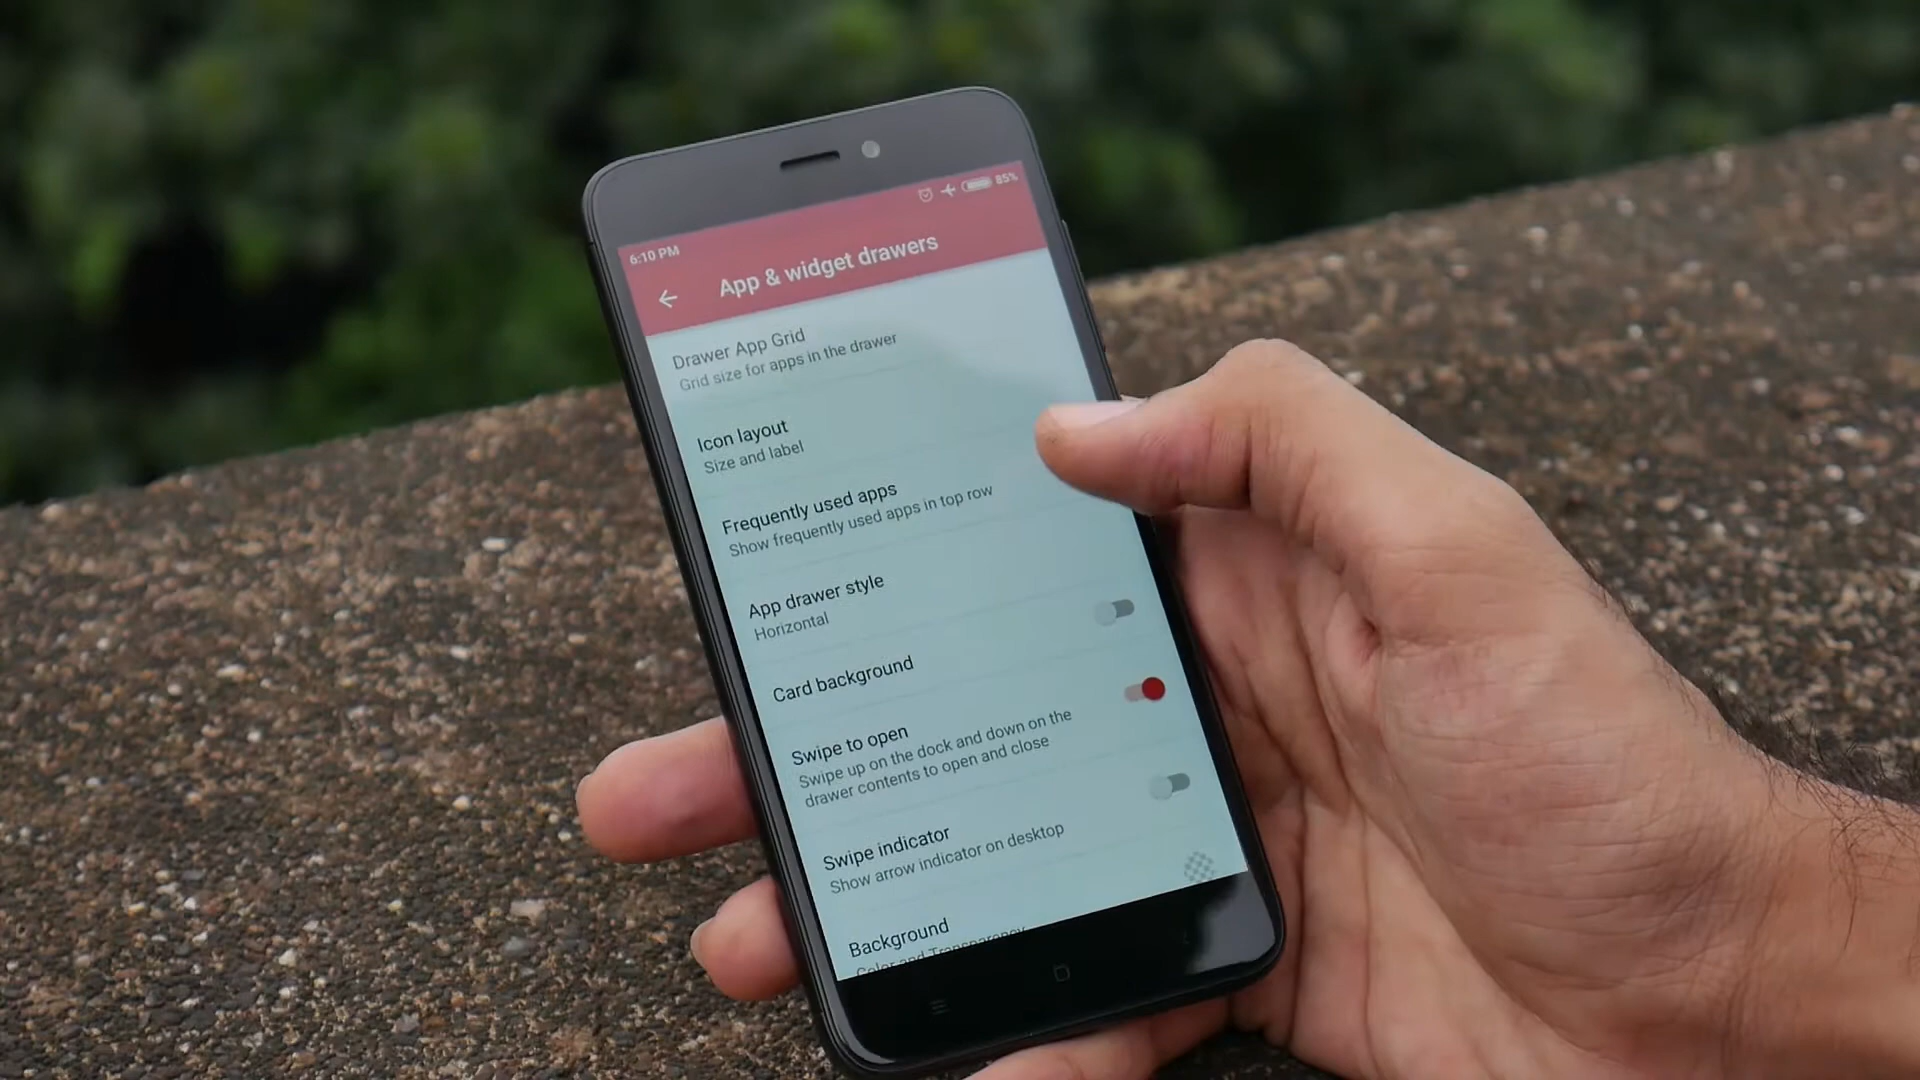 6:10 PM
85%
App & widget drawers
Drawer App Grid
Grid size for apps in the drawer
Icon layout
Size and label
Frequently used apps
Show frequently used apps in top row
App drawer style
Horizontal
Card background
Swipe to open
Swipe up on the dock and down on the
drawer contents to open and close
Swipe indicator
Show arrow indicator on desktop
Background
Color and Transparency